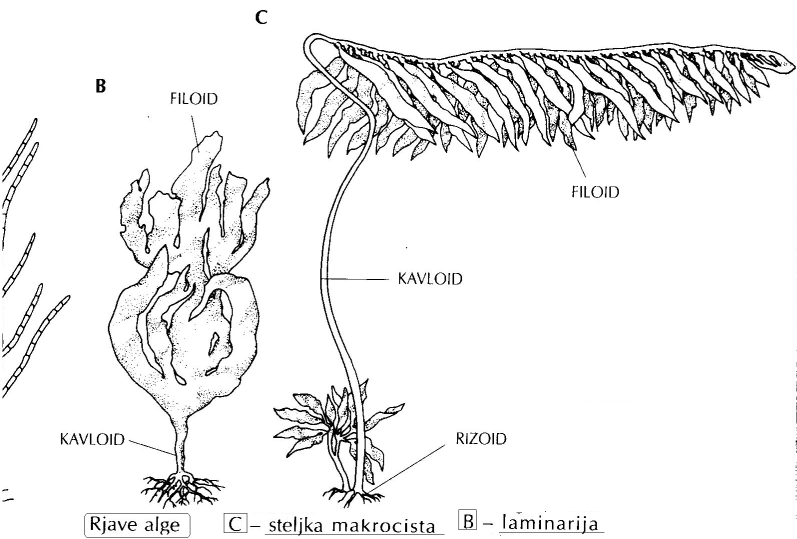 C
B
FILOID
FILOID
KAVLOID
KAVLOID
RIZOID
Rjave alge C – steljka makrocista B – laminarija